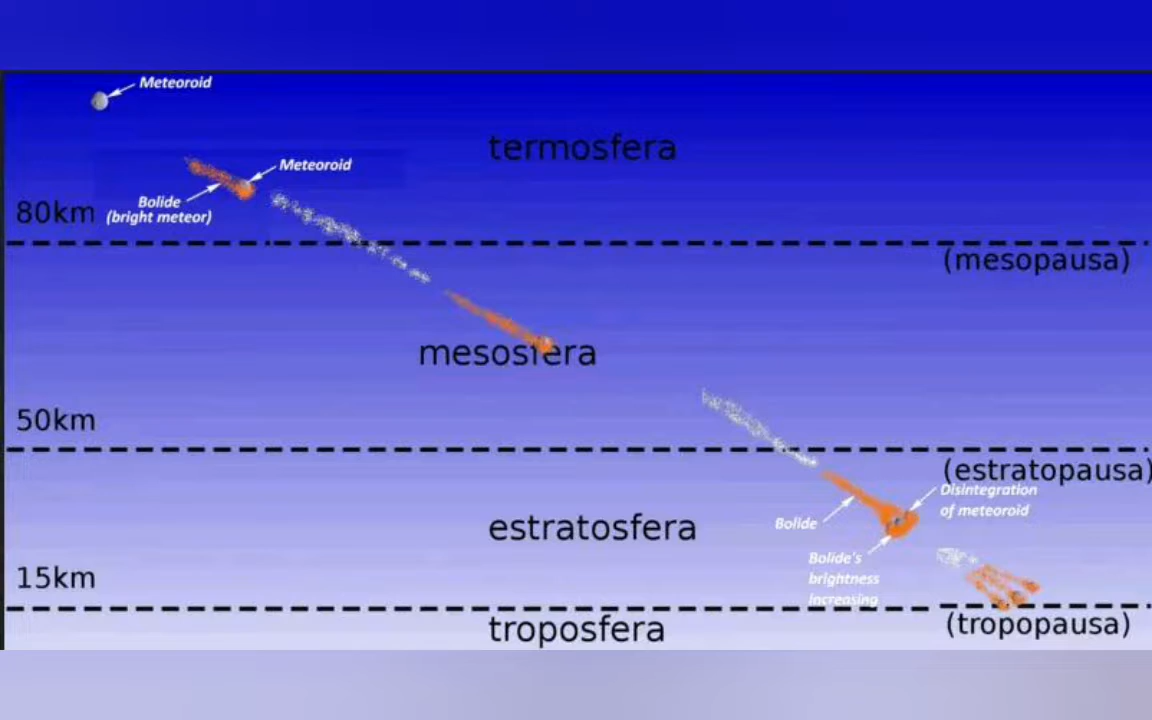 Meteoroid
termosfera
Meteoroid
Bolide
(bright meteor)
80km
(mesopausa)
mesosfera
50km
(estratopausa)
Disintegration
of meteoroid
Bolide
estratosfera
Bolide's
brightness
increasing
15km
(tropopausa)
troposfera